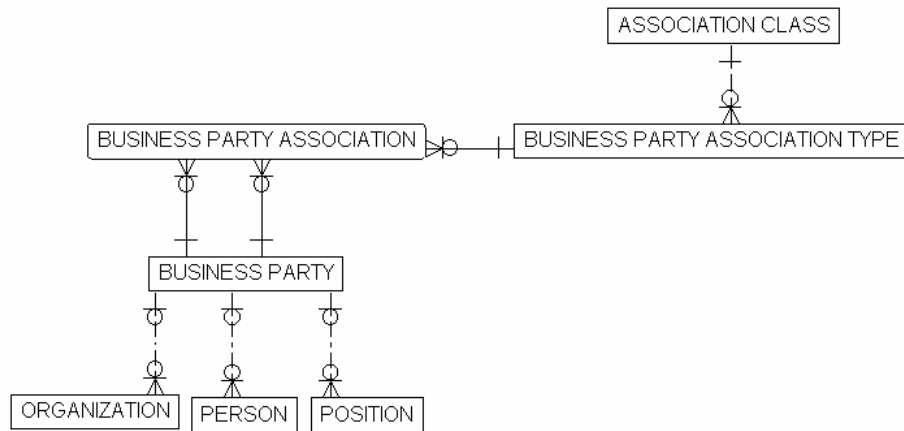 ASSOCIATION CLASS
BUSINESS PARTY ASSOCIATION
BUSINESS PARTY ASSOCIATION TYPE
BUSINESS PARTY
ORGANIZATION
PERSON
POSITION